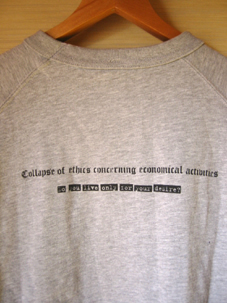 Collapse of ethics concerning economical activities
Do you live only for your desire?